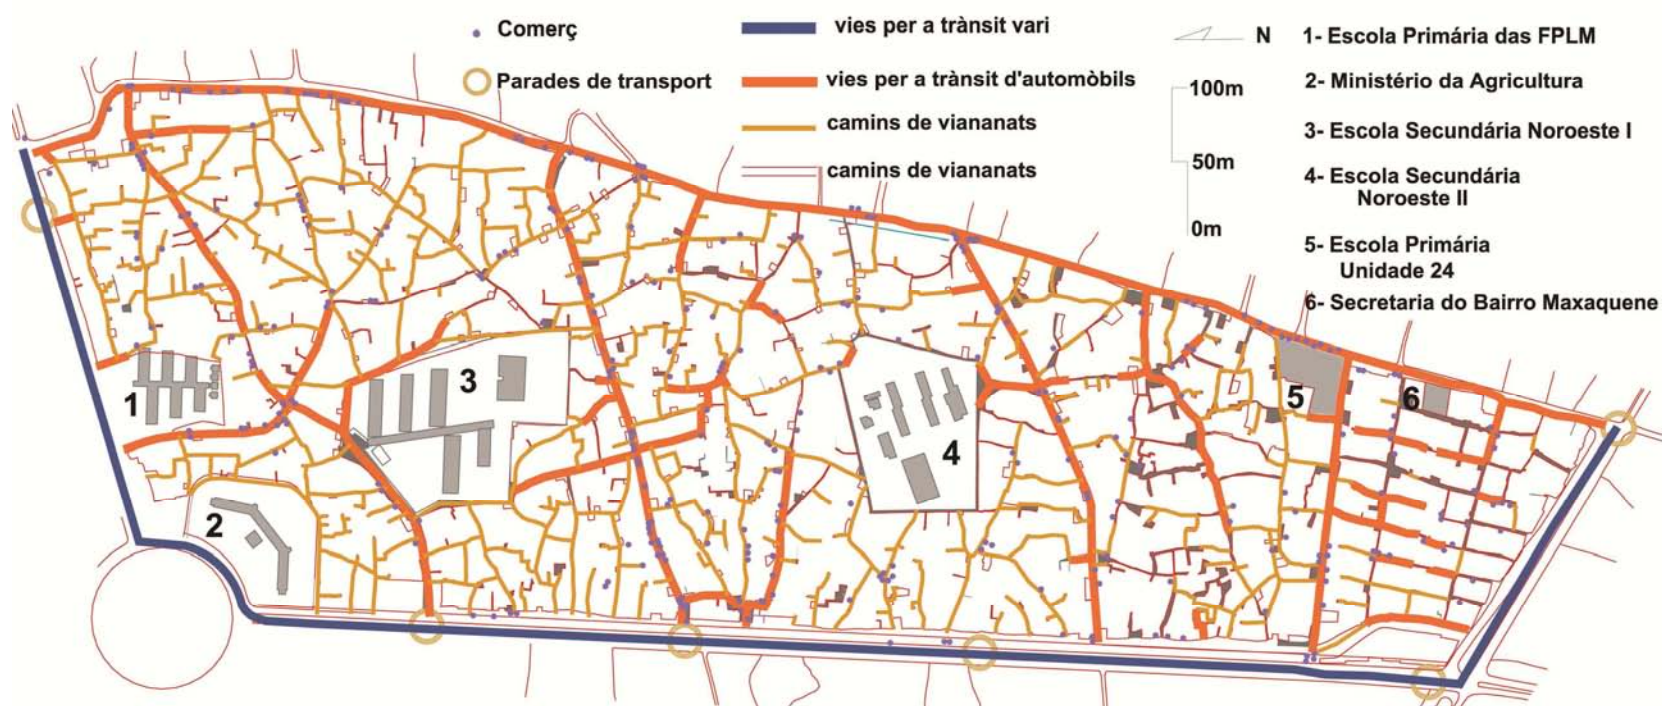 Comerç
Parades de transport
vies per a trànsit vari
vies per a trànsit d'automòbils
camins de viananats
camins de viananats
N
100m
50m
0m
1- Escola Primária das FPLM
2- Ministério da Agricultura
3- Escola Secundária Noroeste I
4- Escola Secundária
Noroeste II
5- Escola Primária
Unidade 24
6- Secretaria do Bairro Maxaquene
1
2
3
4
5
6